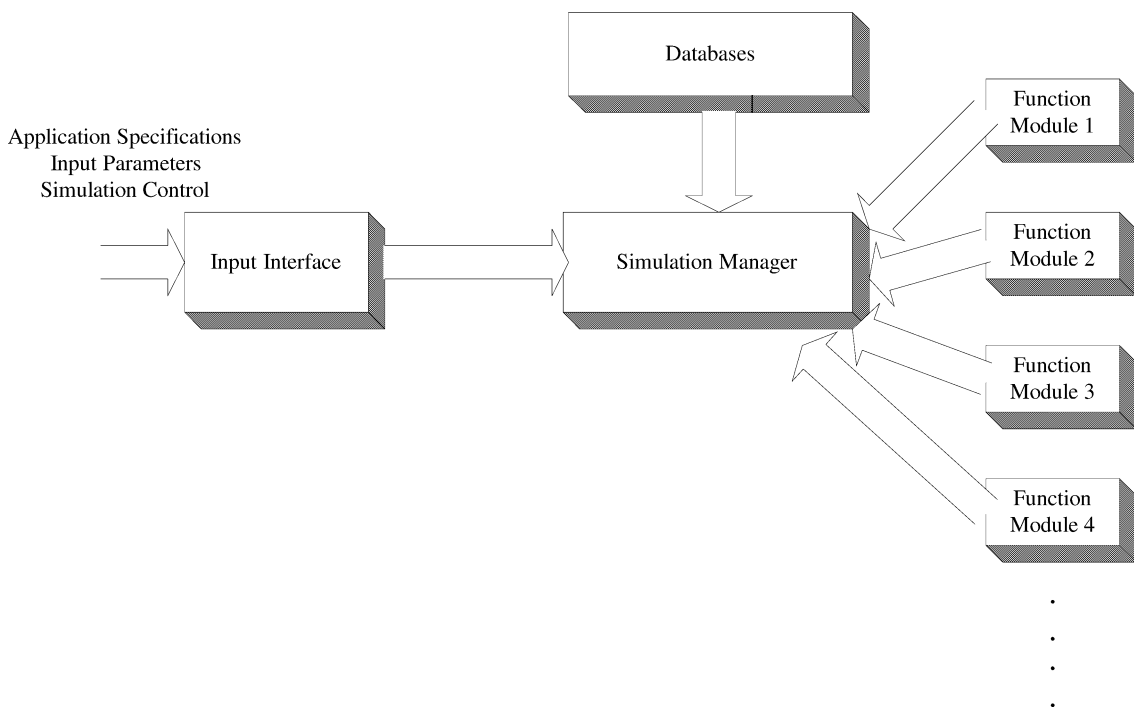 Databases
Function
Module 1
Application Specifications
Input Parameters
Simulation Control
Input Interface
Simulation Manager
Function
Module 2
Function
Module 3
Function
Module 4
.
.
.
.